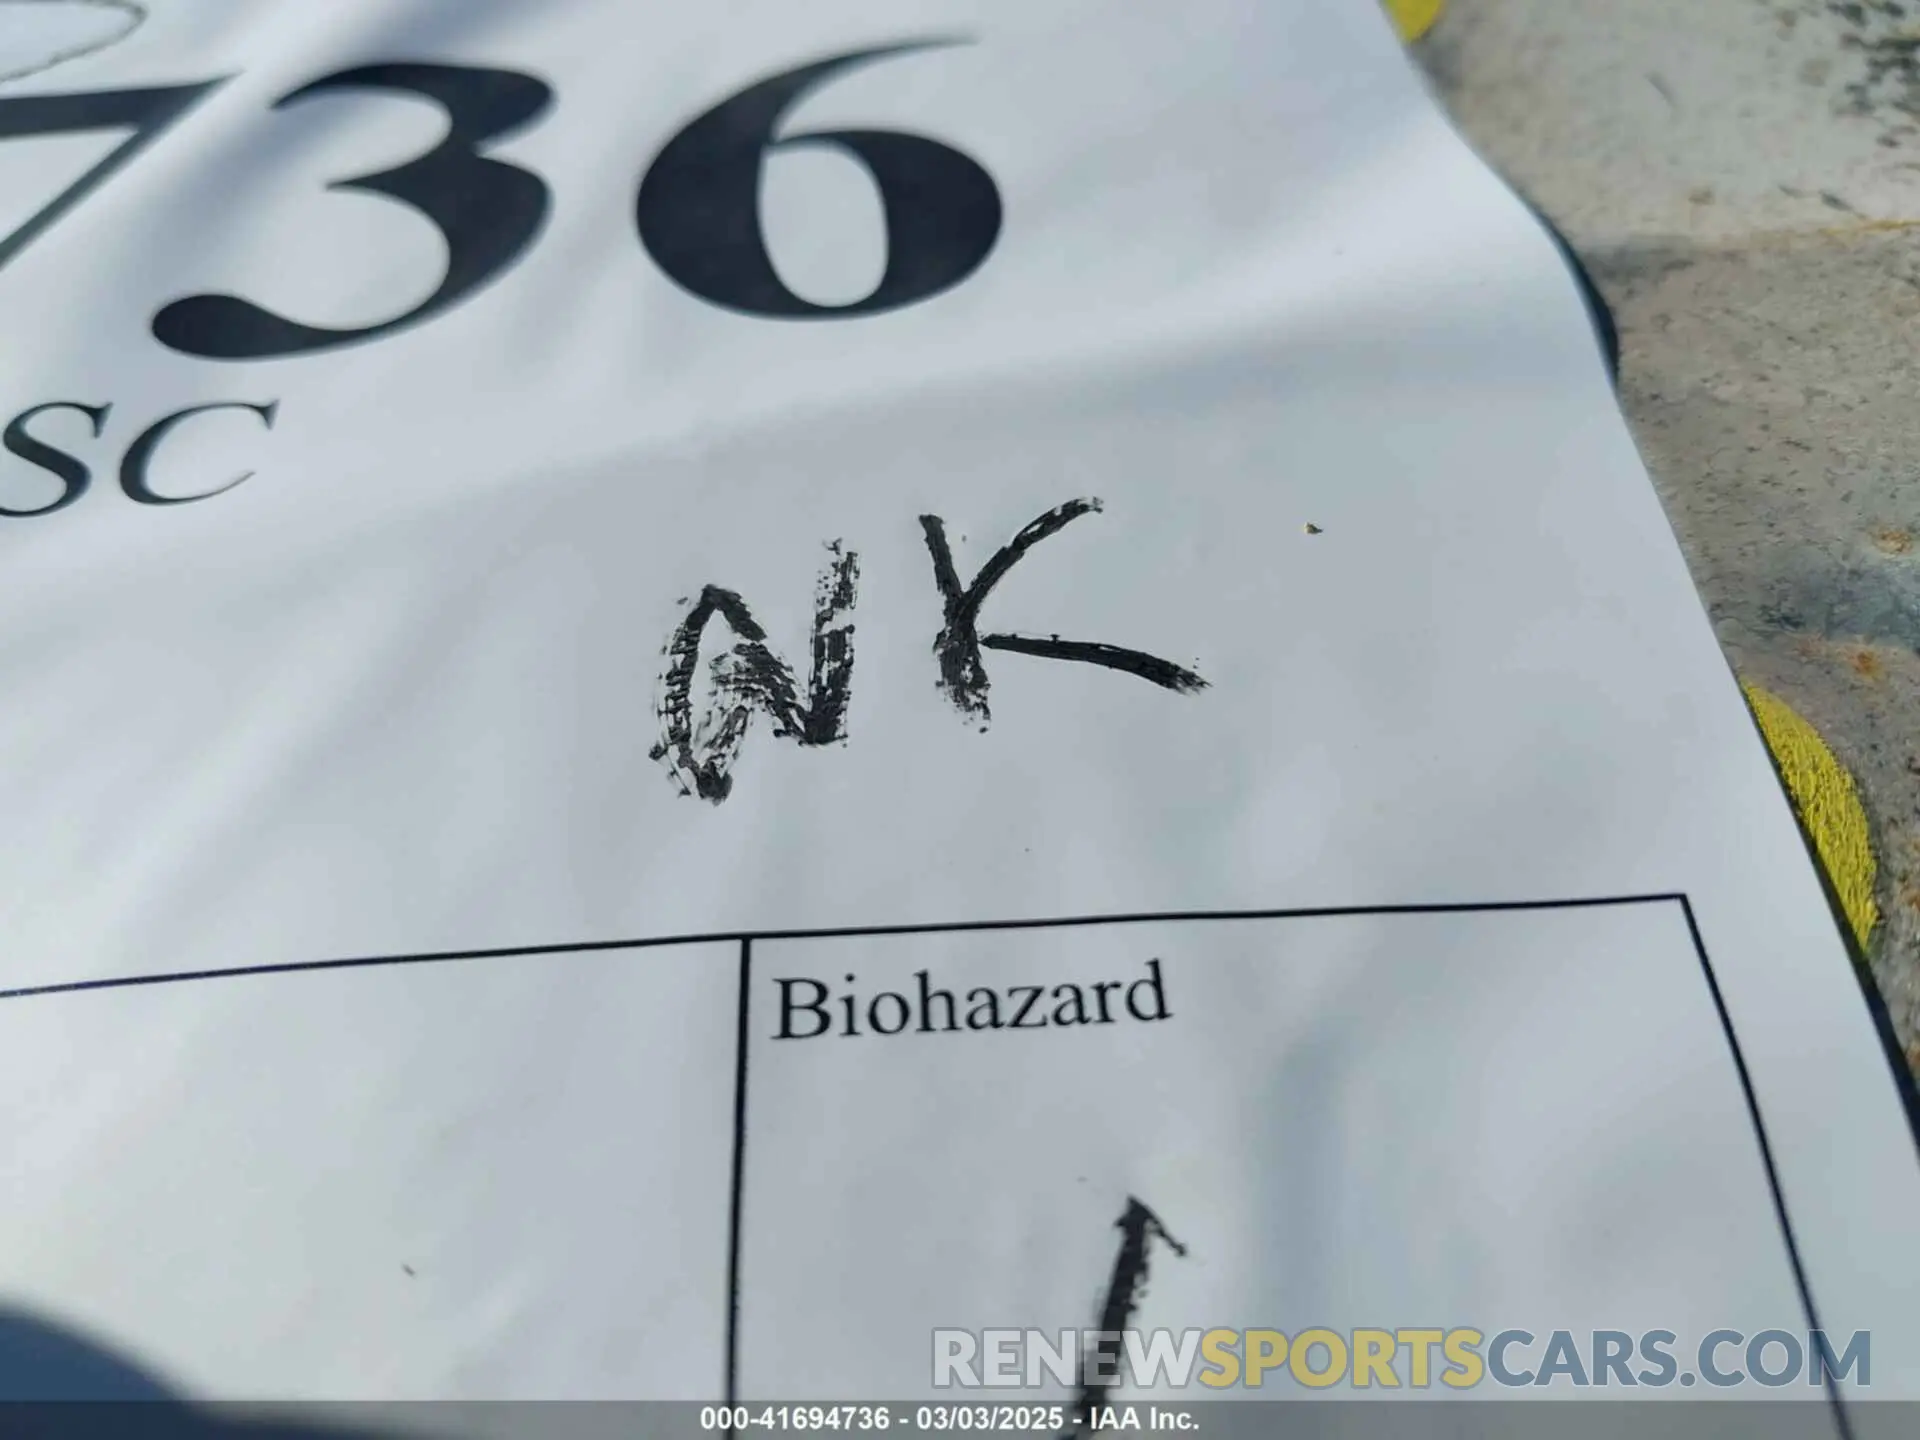 736
SC
NK
Biohazard
RENEWSPORTSCARS.COM
000-41694736 - 03/03/2025 - IAA Inc.